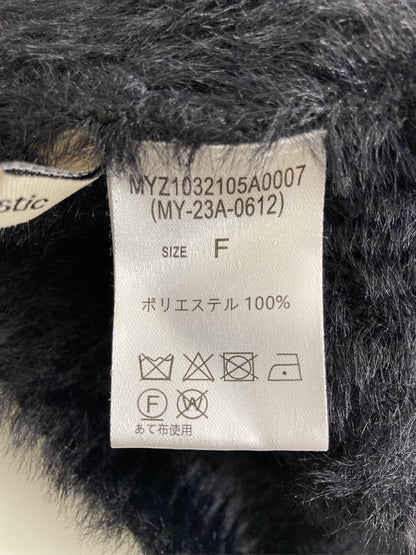 stic
MYZ1032105A0007
(MY-23A-0612)
SIZE F
ポリエステル 100%
F W
あて布使用